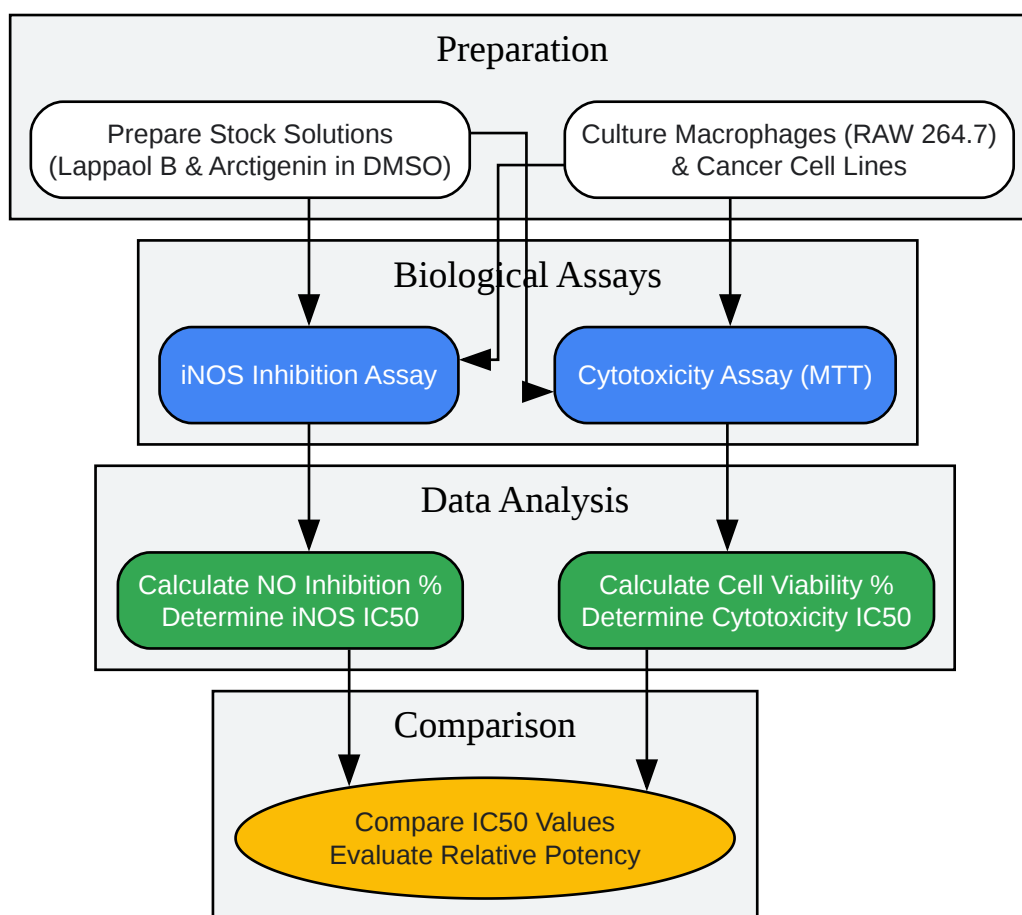 Preparation
Prepare Stock Solutions
(Lappaol B & Arctigenin in DMSO)
Culture Macrophages (RAW 264.7)
& Cancer Cell Lines
Biological Assays
iNOS Inhibition Assay
Cytotoxicity Assay (MTT)
Data Analysis
Calculate NO Inhibition %
Determine iNOS IC50
Calculate Cell Viability %
Determine Cytotoxicity IC50
Comparison
Compare IC50 Values
Evaluate Relative Potency